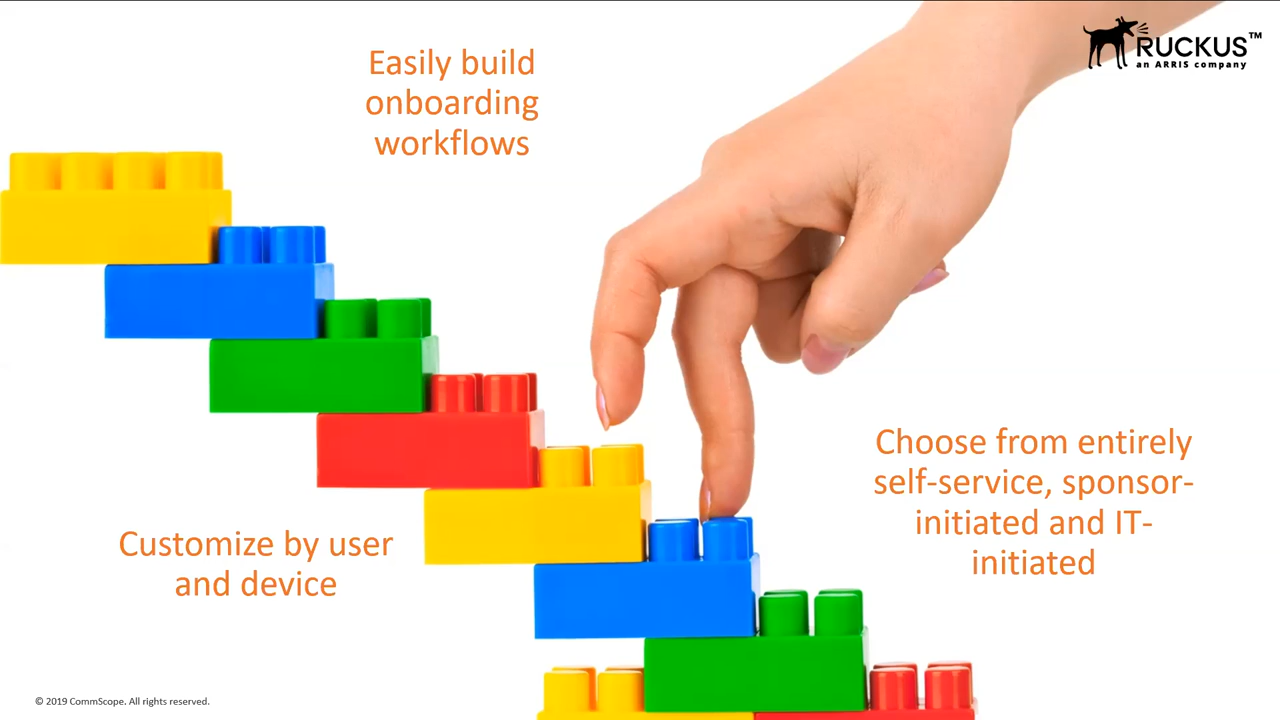 RUCKUS™
an ARRIS company
Easily build
onboarding
workflows
Choose from entirely
self-service, sponsor-
initiated and IT-
initiated
Customize by user
and device
© 2019 CommScope. All rights reserved.